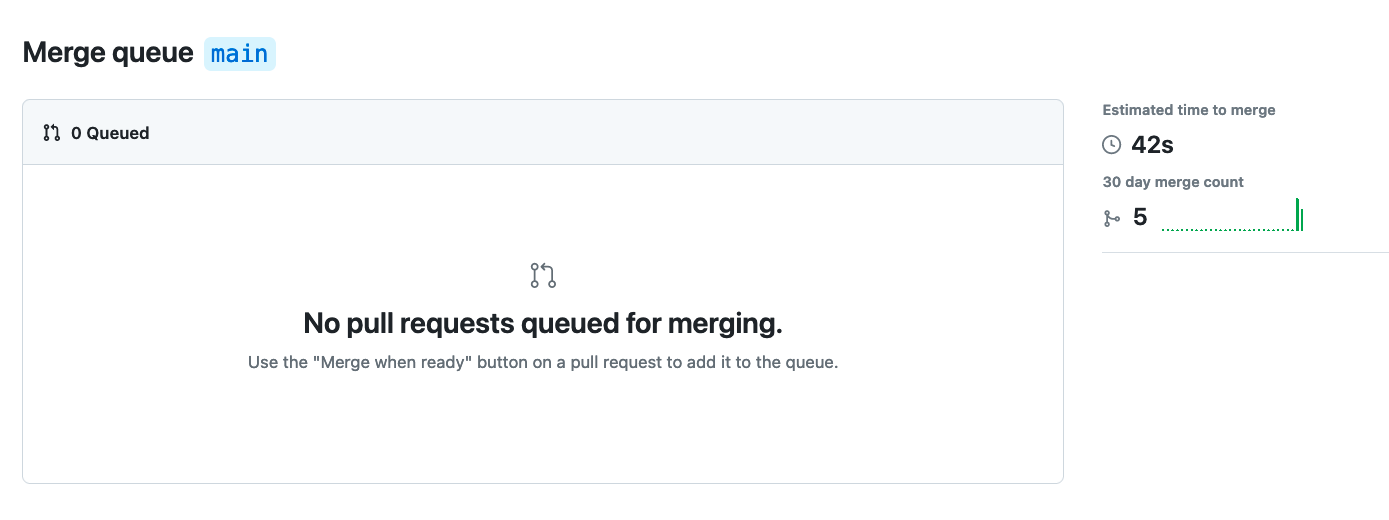 Merge queue main
0 Queued
No pull requests queued for merging.
Use the "Merge when ready" button on a pull request to add it to the queue.
Estimated time to merge
42s
30 day merge count
5